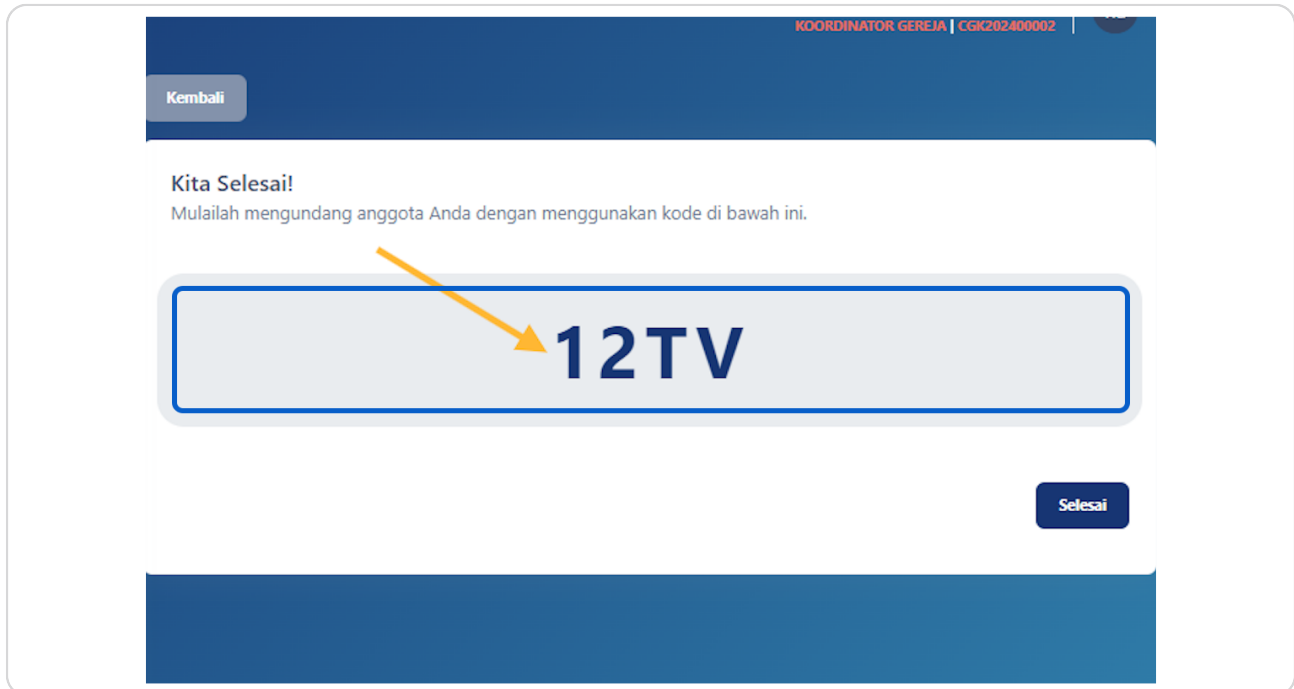 KOORDINATOR GEREJA | CGK202400002 |
Kembali
Kita Selesai!
Mulailah mengundang anggota Anda dengan menggunakan kode di bawah ini.
12TV
Selesai